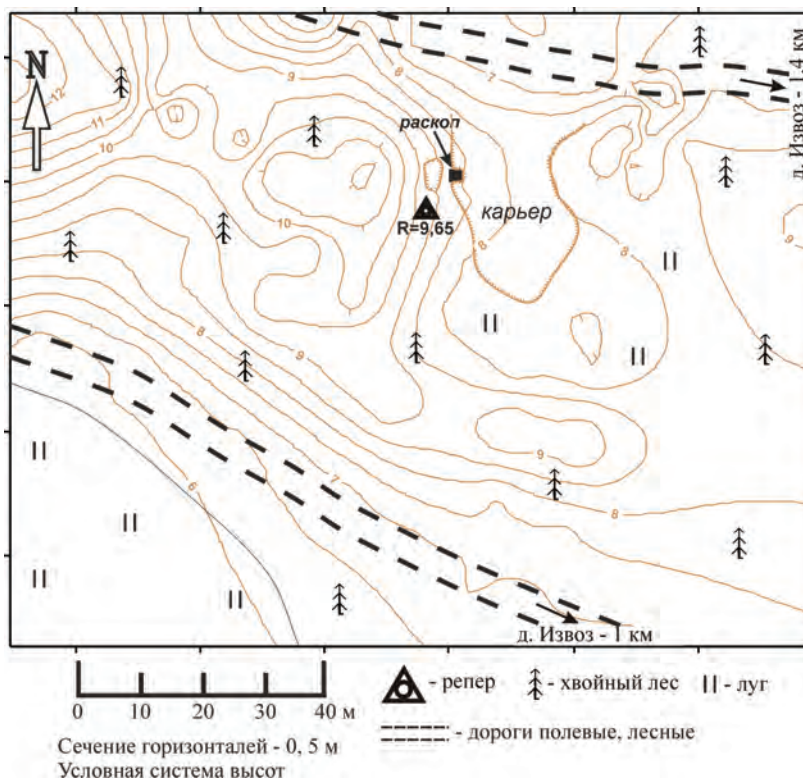 N
12
11
10
9
8
7
раскоп
карьер
R=9,65
10
8
8
9
8
9
9
8
7
6
д. Извоз - 1,4 км
д. Извоз - 1 км
- репер
- хвойный лес
- луг
0 10 20 30 40 м
- дороги полевые, лесные
Сечение горизонталей - 0, 5 м
Условная система высот